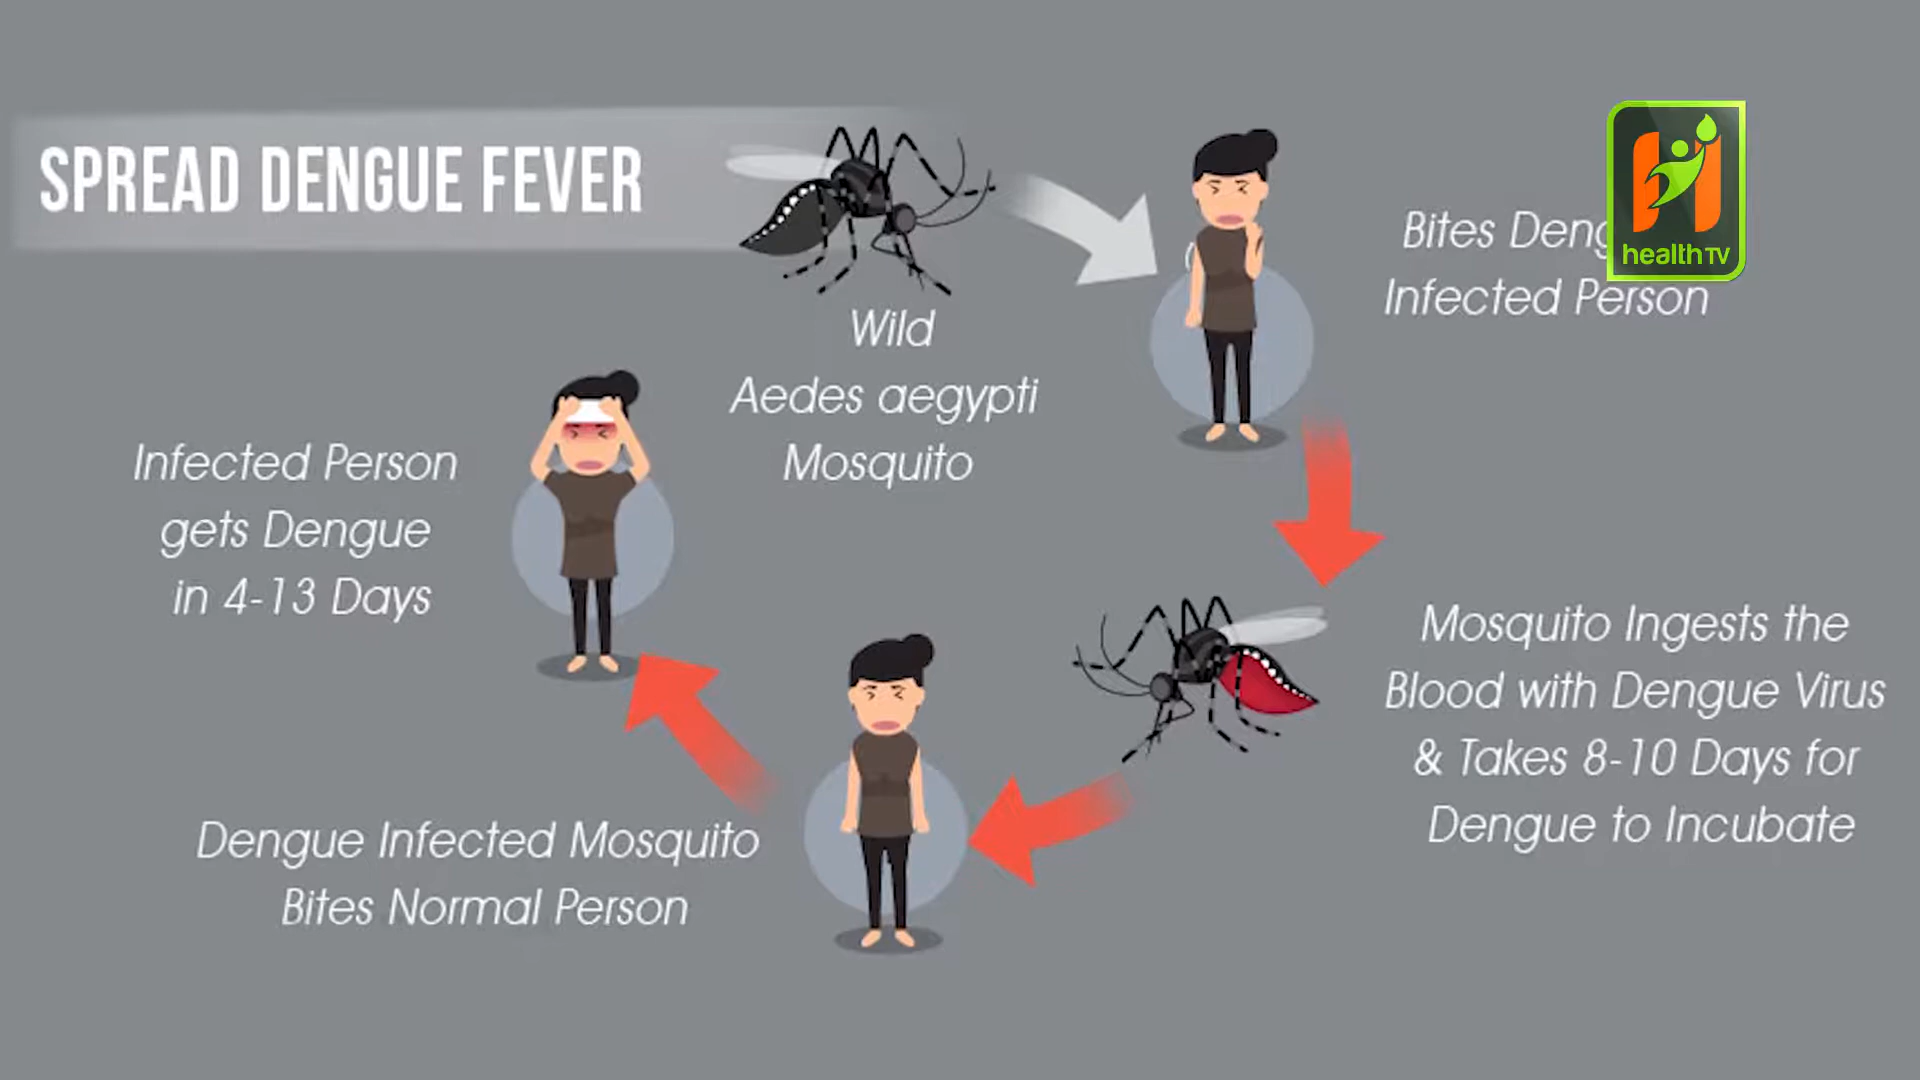 SPREAD DENGUE FEVER
Wild
Aedes aegypti
Mosquito
Bites
Infected Person
health TV
Mosquito Ingests the
Blood with Dengue Virus
& Takes 8-10 Days for
Dengue to Incubate
Dengue Infected Mosquito
Bites Normal Person
Infected Person
gets Dengue
in 4-13 Days